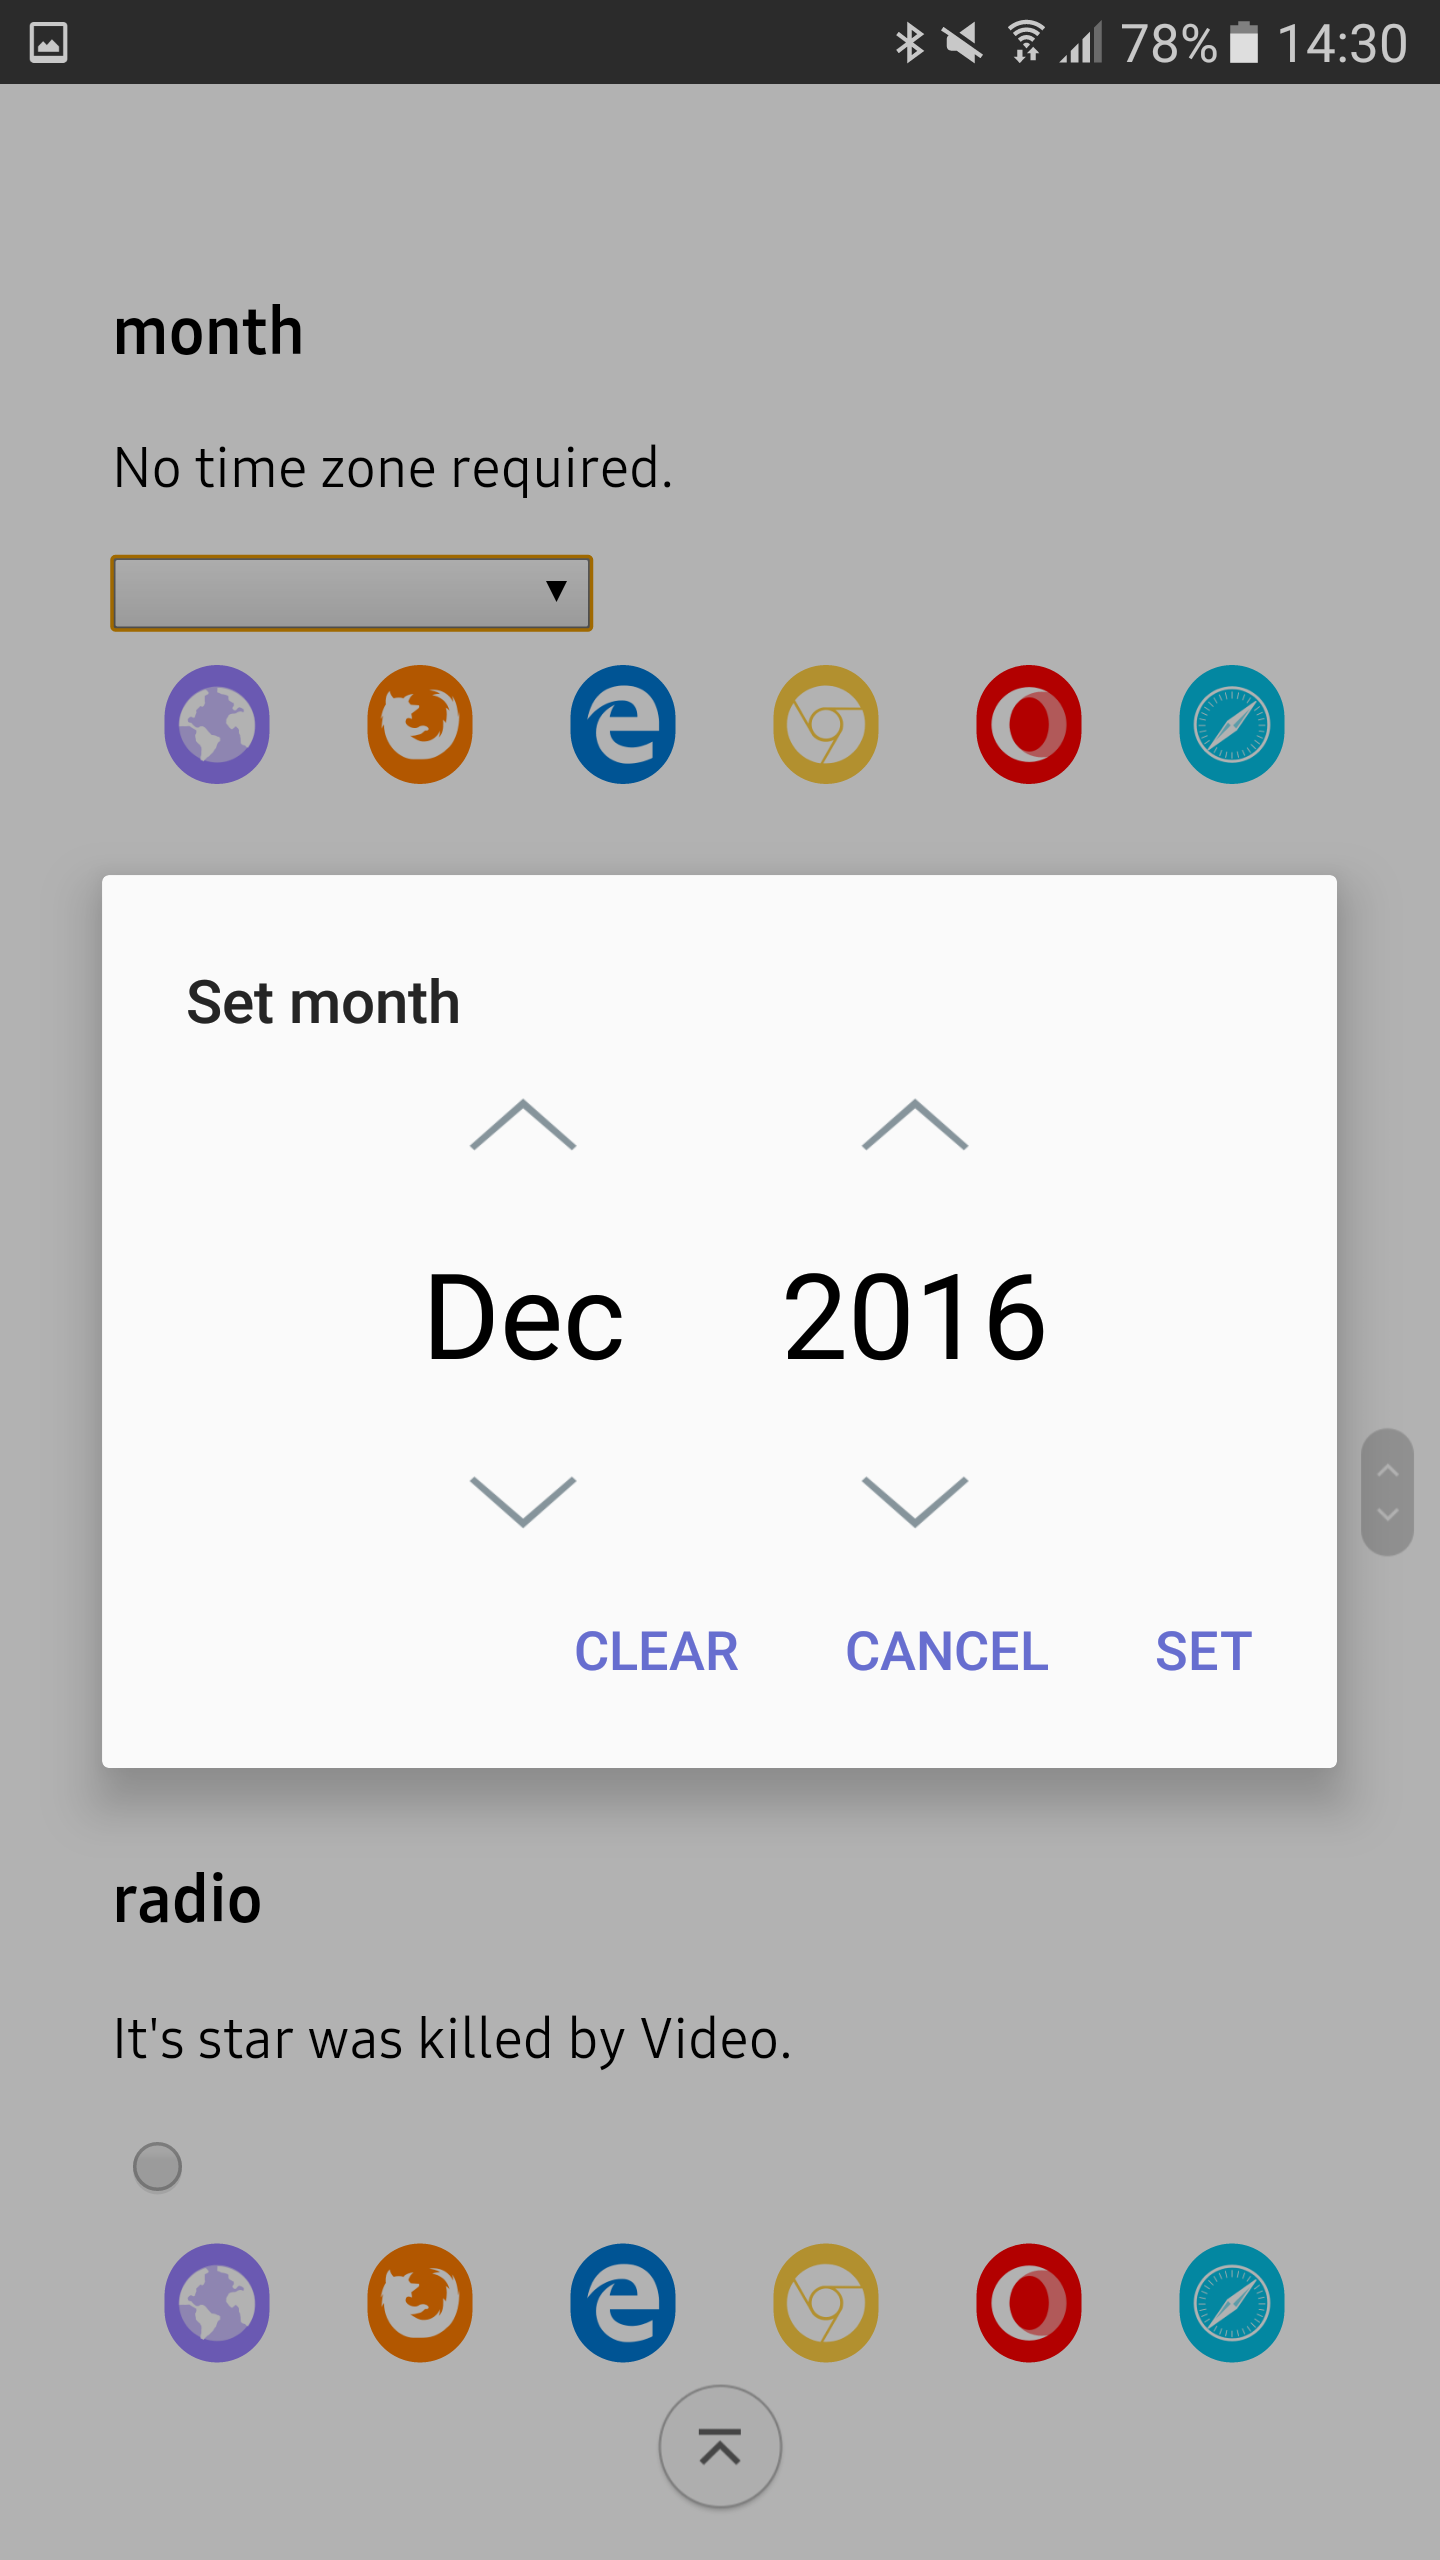 78% 14:30
month
No time zone required.
Set month
Dec 2016
CLEAR CANCEL SET
radio
It's star was killed by Video.